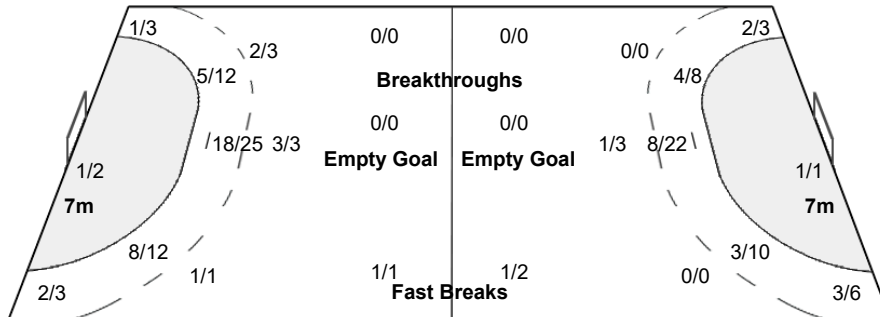 1/3 0/0 0/0 2/3
2/3 0/0
5/12 Breakthroughs 4/8
0/0 0/0
18/25 3/3 1/3 8/22
Empty Goal Empty Goal
1/2 1/1
7m 7m
8/12 3/10
1/1 1/1 1/2 0/0
2/3 Fast Breaks 3/6